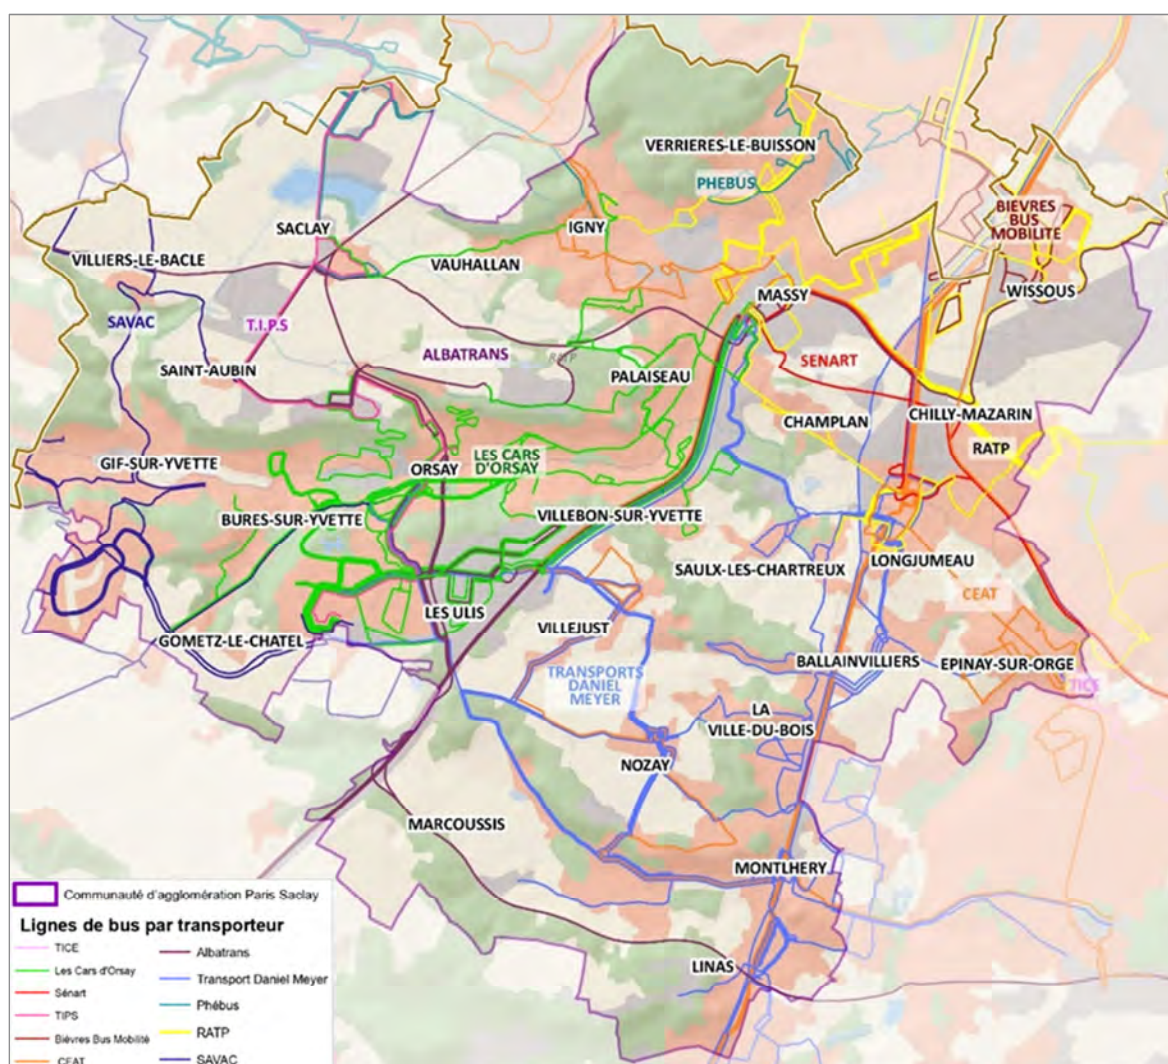 VERRIERES-LE-BUISSON
PHEBUS
BIEVRES
BUS
MOBILITE
SACLAY
IGNY
VILLIERS-LE-BACLE
VAUHALLAN
WISSOUS
MASSY
SAVAC
T.I.P.S
ALBATRANS
RATP
SENART
SAINT-AUBIN
PALAISEAU
CHAMPLAN
CHILLY-MAZARIN
RATP
GIF-SUR-YVETTE
ORSAY
LES CARS
D'ORSAY
BURES-SUR-YVETTE
VILLEBON-SUR-YVETTE
SAULX-LES-CHARTREUX
LONGJUMEAU
CEAT
LES ULIS
VILLEJUST
GOMETZ-LE-CHATEL
BALLAINVILLIERS
EPINAY-SUR-ORGE
TICE
TRANSPORTS
DANIEL
MEYER
LA
VILLE-DU-BOIS
NOZAY
MARCOUSSIS
MONTLHERY
LINAS
Communauté d'agglomération Paris Saclay
Lignes de bus par transporteur
TICE
Les Cars d'Orsay
Sénart
TIPS
Bièvres Bus Mobilité
CEAT
Albatrans
Transport Daniel Meyer
Phébus
RATP
SAVAC